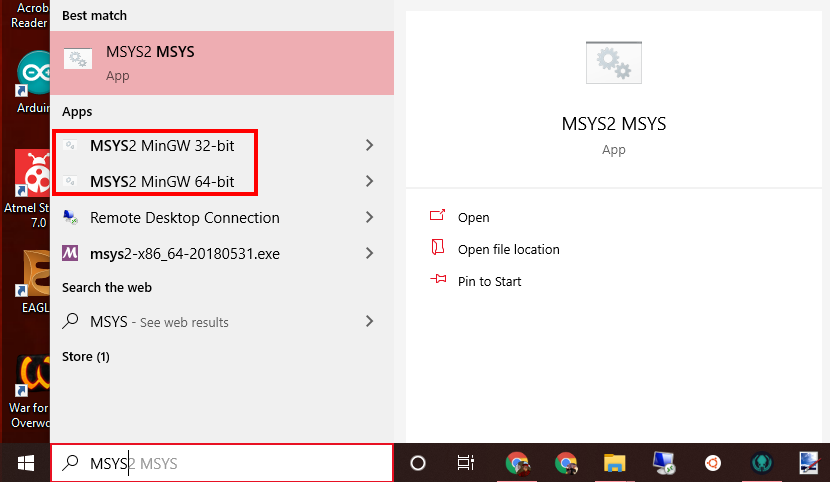 Acrob
Reader
Arduin
Atmel St
7.0
EAGL
War for
Overwo
Best match
MSYS2 MSYS
App
Apps
MSYS2 MinGW 32-bit
MSYS2 MinGW 64-bit
Remote Desktop Connection
msys2-x86_64-20180531.exe
Search the web
MSYS - See web results
Store (1)
MSYS2 MSYS
MSYS2 MSYS
App
Open
Open file location
Pin to Start